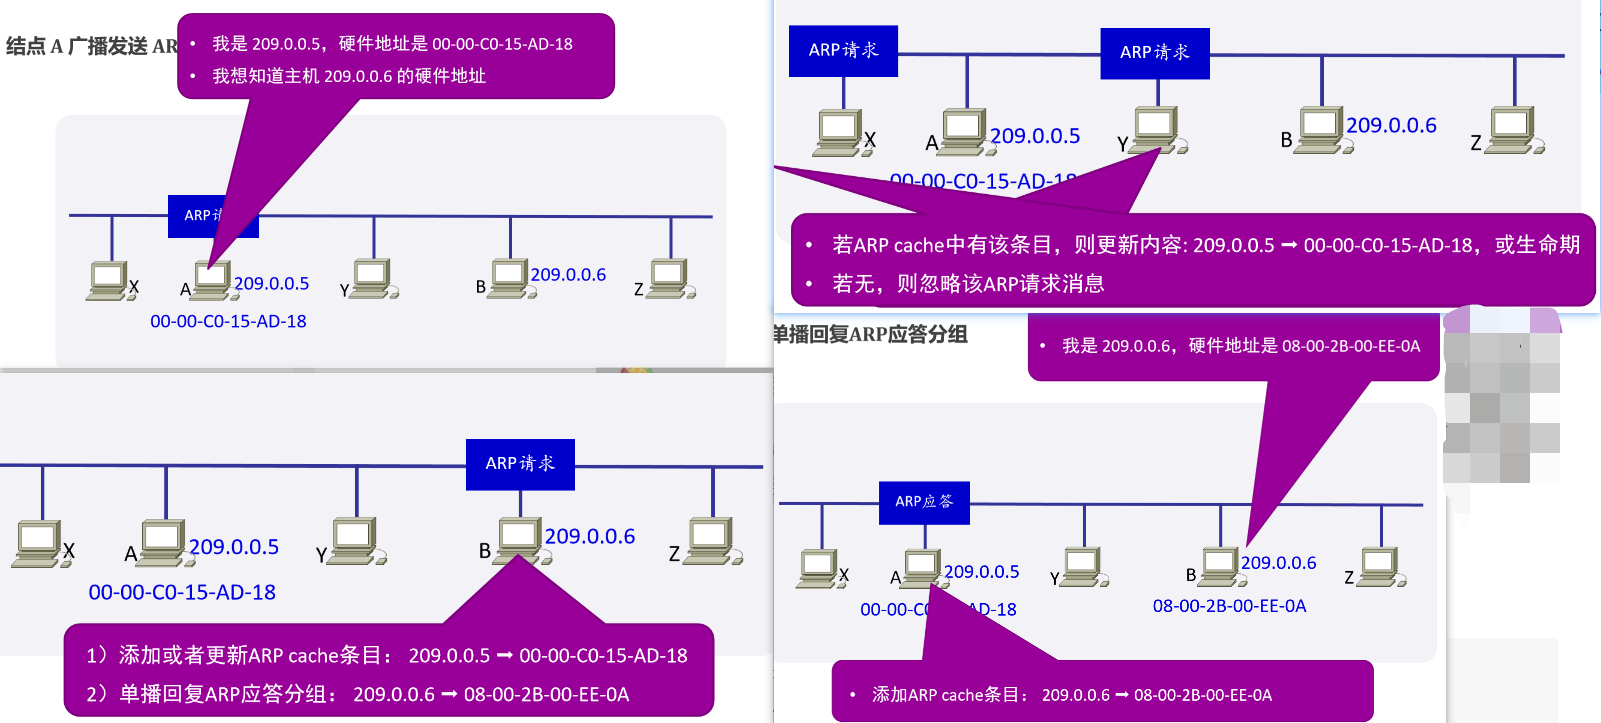 结点 A 广播发送 AR
• 我是 209.0.0.5，硬件地址是 00-00-C0-15-AD-18
• 我想知道主机 209.0.0.6 的硬件地址
ARP请
X
A
209.0.0.5
Y
B
209.0.0.6
Z
00-00-C0-15-AD-18
ARP请求
ARP请求
X
A
209.0.0.5
Y
B
209.0.0.6
Z
00-00-C0-15-AD-18
• 若ARP cache中有该条目，则更新内容: 209.0.0.5 → 00-00-C0-15-AD-18，或生命期
• 若无，则忽略该ARP请求消息
ARP请求
X
A
209.0.0.5
Y
B
209.0.0.6
Z
00-00-C0-15-AD-18
1）添加或者更新ARP cache条目： 209.0.0.5 → 00-00-C0-15-AD-18
2）单播回复ARP应答分组： 209.0.0.6 → 08-00-2B-00-EE-0A
单播回复ARP应答分组
• 我是 209.0.0.6，硬件地址是 08-00-2B-00-EE-0A
ARP应答
X
A
209.0.0.5
Y
B
209.0.0.6
Z
00-00-C AD-18
08-00-2B-00-EE-0A
• 添加ARP cache条目： 209.0.0.6 → 08-00-2B-00-EE-0A